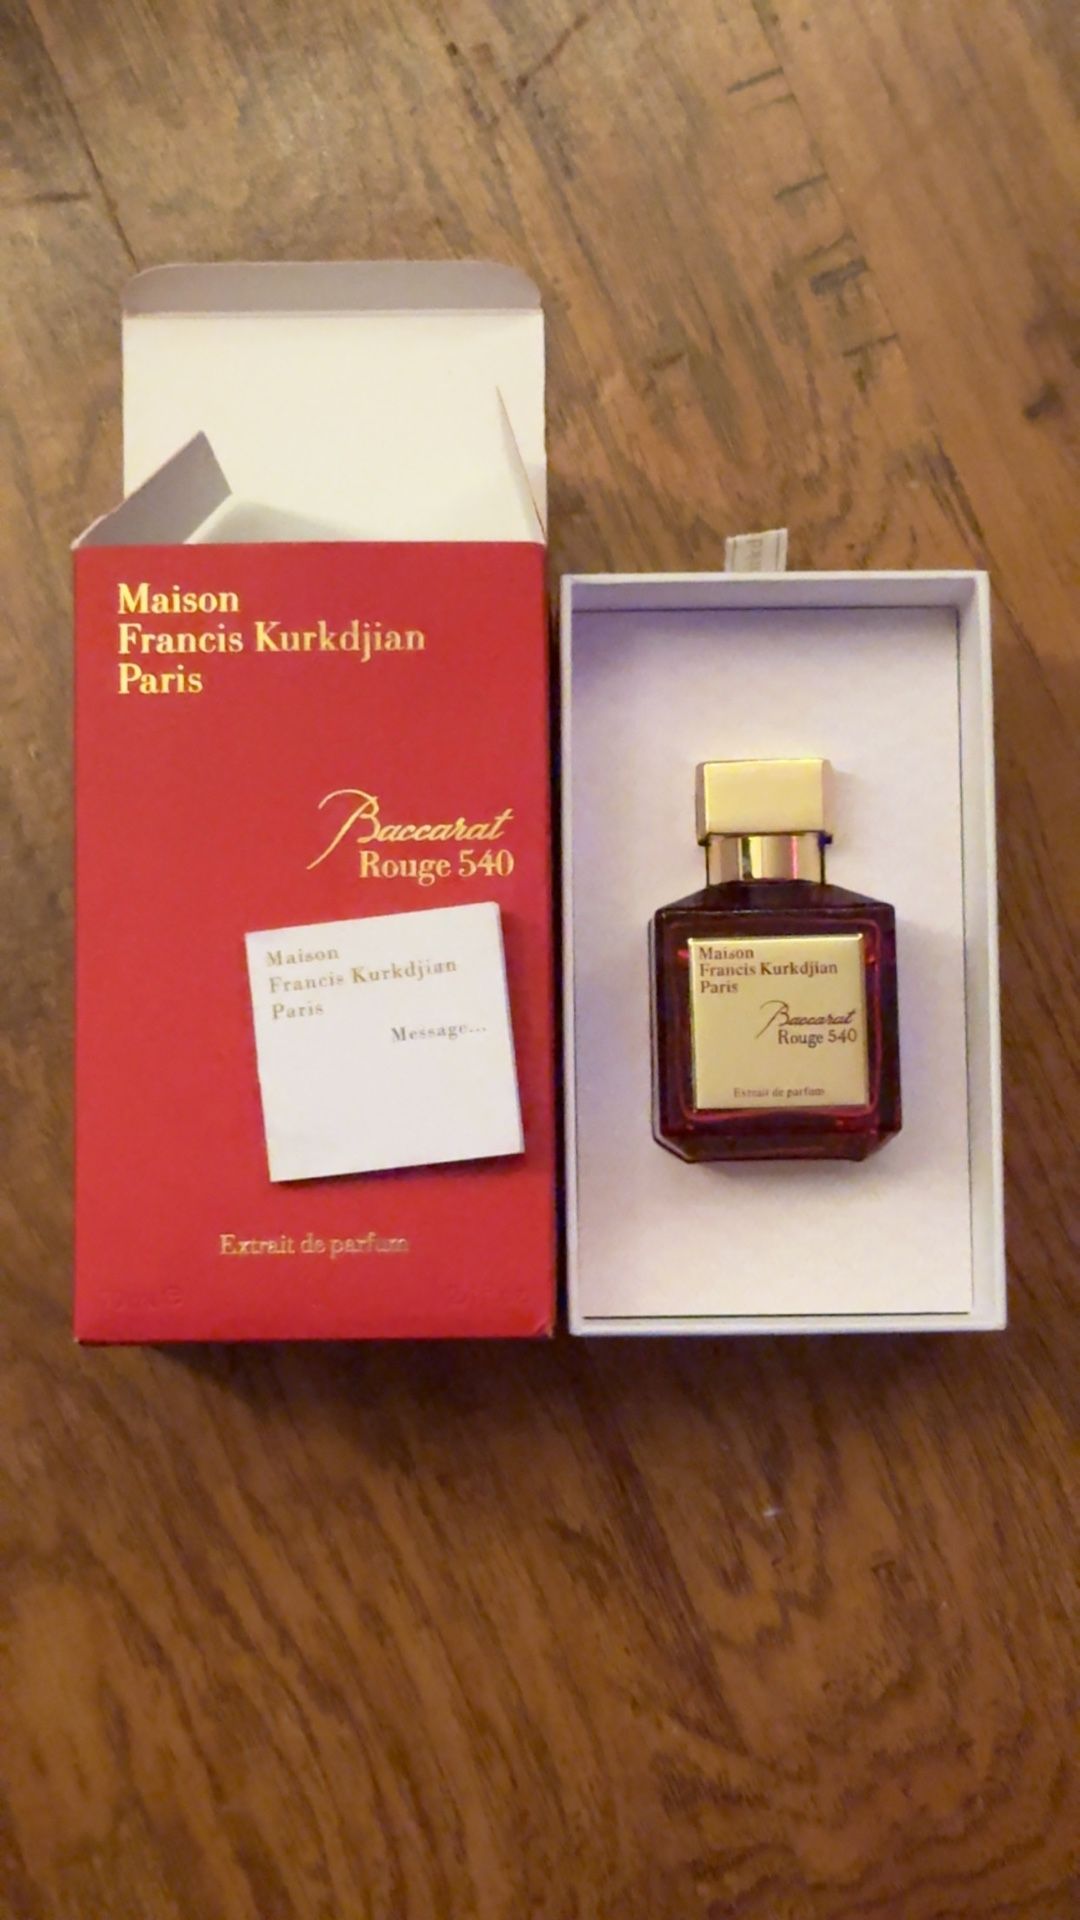 Maison
Francis Kurkdjian
Paris
Baccarat
Rouge 540
Maison
Francis Kurkdjian
Paris
Message...
Extrait de parfum
Maison
Francis Kurkdjian
Paris
Baccarat
Rouge 540
Extrait de parfum